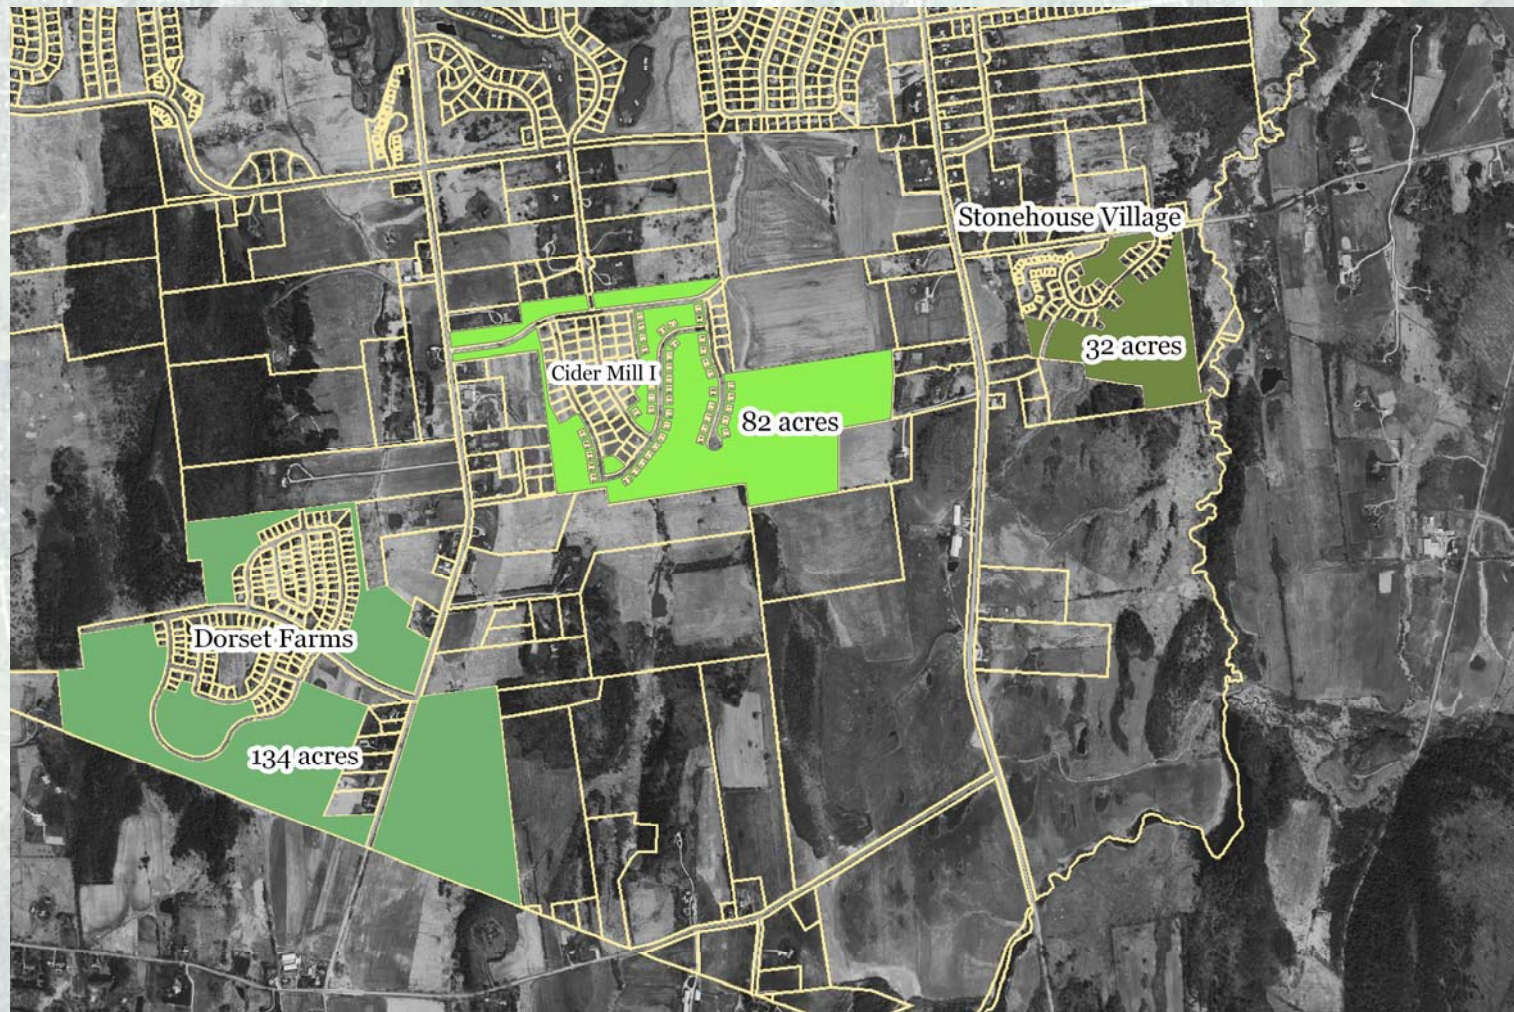 Stonehouse Village
32 acres
Cider Mill I
82 acres
Dorset Farms
134 acres